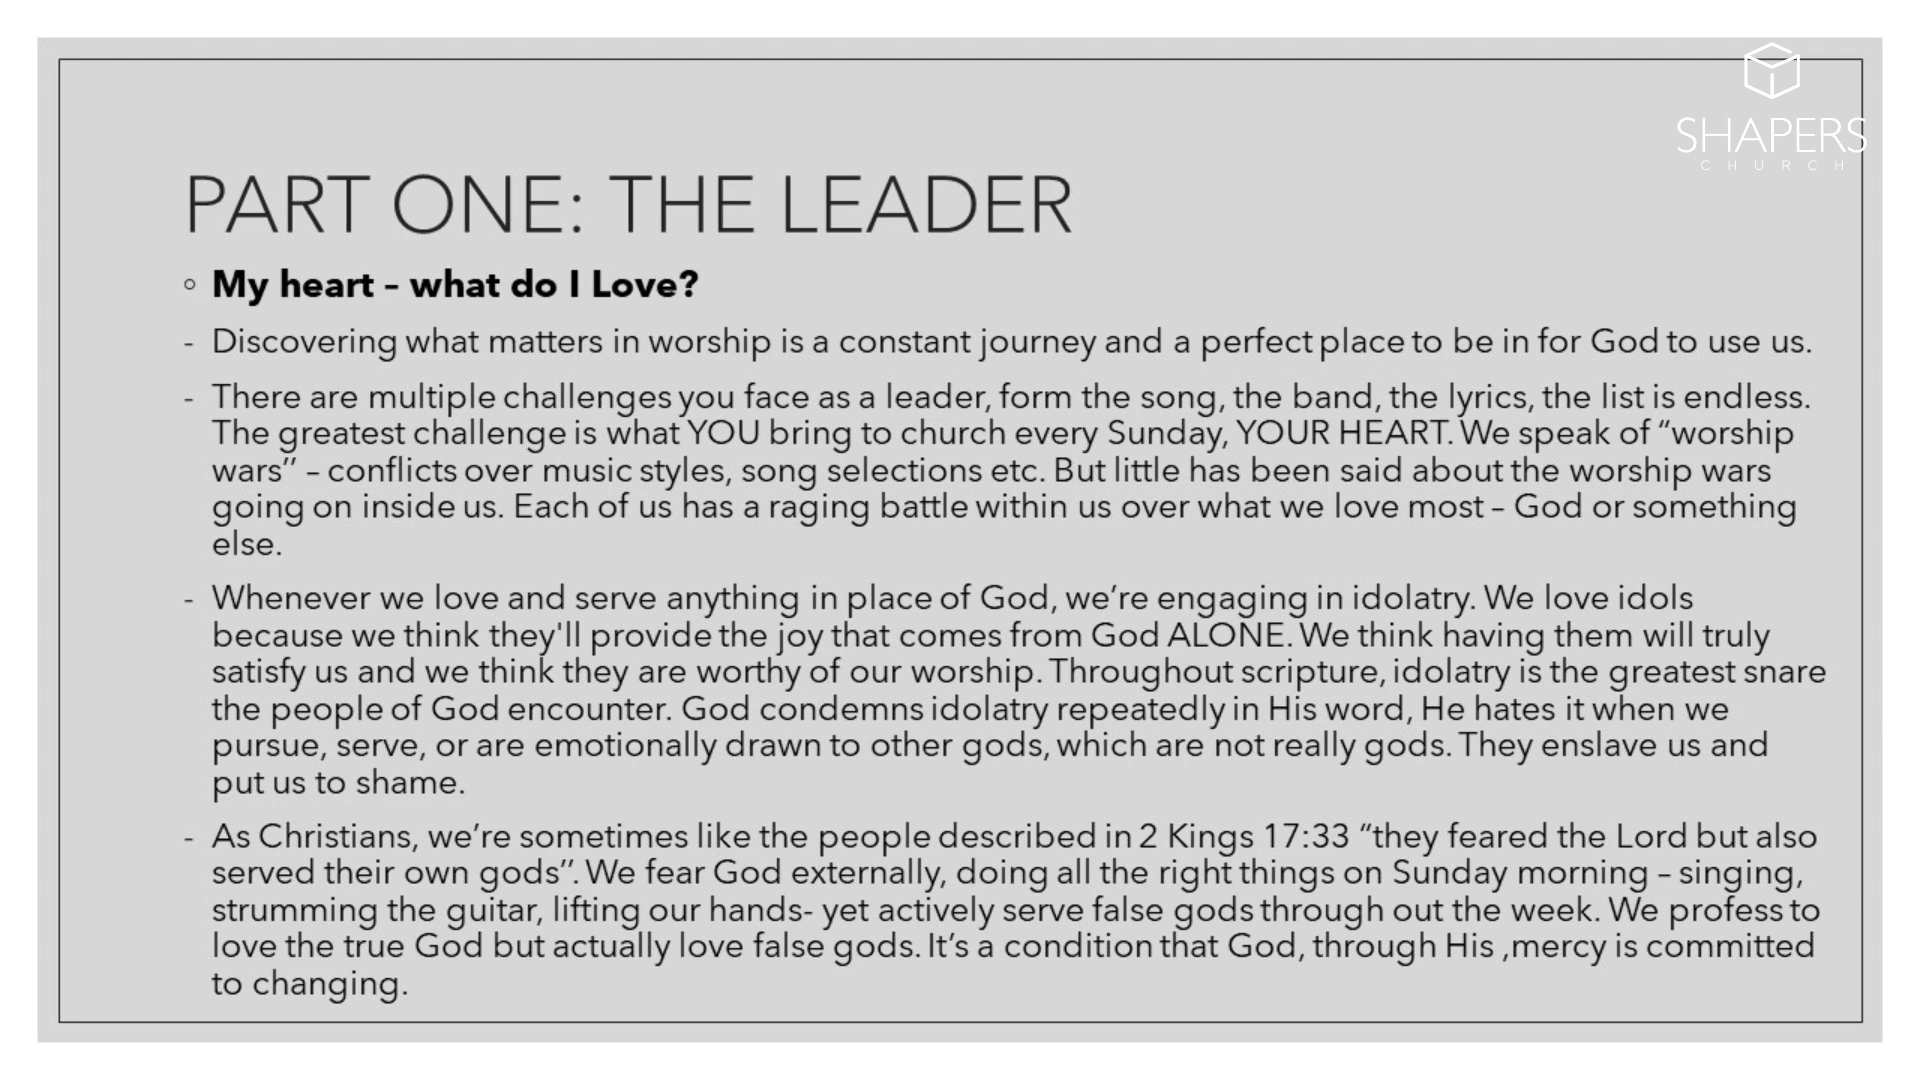 SHAPERS
CHURCH
PART ONE: THE LEADER
◦ My heart – what do I Love?
- Discovering what matters in worship is a constant journey and a perfect place to be in for God to use us.
- There are multiple challenges you face as a leader, form the song, the band, the lyrics, the list is endless.
The greatest challenge is what YOU bring to church every Sunday, YOUR HEART. We speak of “worship
wars” – conflicts over music styles, song selections etc. But little has been said about the worship wars
going on inside us. Each of us has a raging battle within us over what we love most – God or something
else.
- Whenever we love and serve anything in place of God, we’re engaging in idolatry. We love idols
because we think they'll provide the joy that comes from God ALONE. We think having them will truly
satisfy us and we think they are worthy of our worship. Throughout scripture, idolatry is the greatest snare
the people of God encounter. God condemns idolatry repeatedly in His word, He hates it when we
pursue, serve, or are emotionally drawn to other gods, which are not really gods. They enslave us and
put us to shame.
- As Christians, we’re sometimes like the people described in 2 Kings 17:33 “they feared the Lord but also
served their own gods”. We fear God externally, doing all the right things on Sunday morning – singing,
strumming the guitar, lifting our hands- yet actively serve false gods through out the week. We profess to
love the true God but actually love false gods. It’s a condition that God, through His ,mercy is committed
to changing.